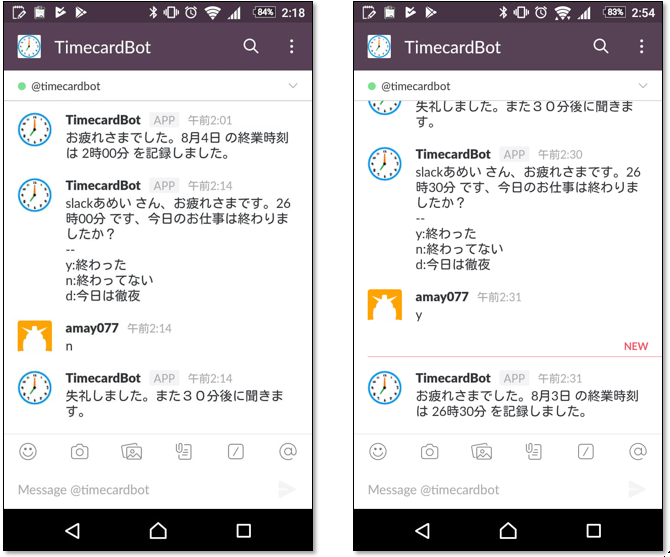 84% 2:18
TimecardBot
@timecardbot
TimecardBot APP 午前2:01
お疲れさまでした。8月4日 の終業時刻
は 2時00分 を記録しました。
TimecardBot APP 午前2:14
slackあめい さん、お疲れさまです。26
時00分 です、今日のお仕事は終わりま
したか？
--
y:終わった
n:終わってない
d:今日は徹夜
amay077 午前2:14
n
TimecardBot APP 午前2:14
失礼しました。また３０分後に聞きま
す。
Message @timecardbot
83% 2:54
TimecardBot
@timecardbot
失礼しました。また３０分後に聞きま
す。
TimecardBot APP 午前2:30
slackあめい さん、お疲れさまです。26
時30分 です、今日のお仕事は終わりま
したか？
--
y:終わった
n:終わってない
d:今日は徹夜
amay077 午前2:31
y
NEW
TimecardBot APP 午前2:31
お疲れさまでした。8月3日 の終業時刻
は 26時30分 を記録しました。
Message @timecardbot